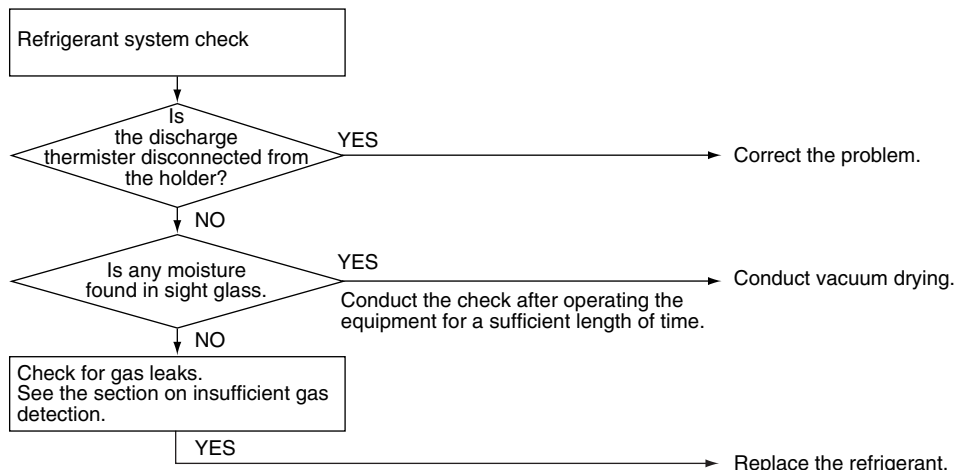 Refrigerant system check
Is
the discharge
thermister disconnected from
the holder?
YES
Correct the problem.
NO
Is any moisture
found in sight glass.
YES
Conduct vacuum drying.
Conduct the check after operating the
equipment for a sufficient length of time.
NO
Check for gas leaks.
See the section on insufficient gas
detection.
YES
Replace the refrigerant.